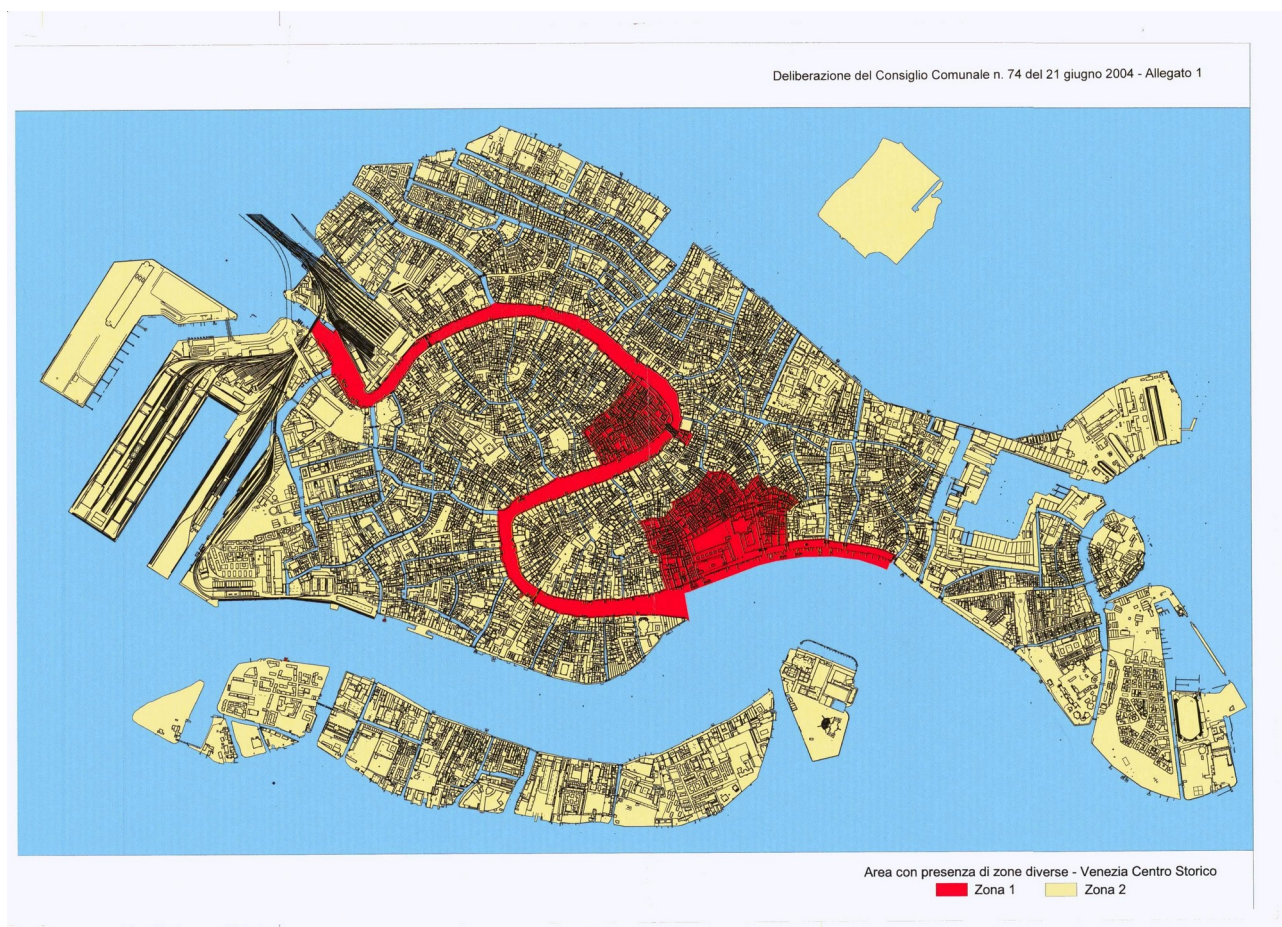 Deliberazione del Consiglio Comunale n. 74 del 21 giugno 2004 - Allegato 1
Area con presenza di zone diverse - Venezia Centro Storico
Zona 1
Zona 2